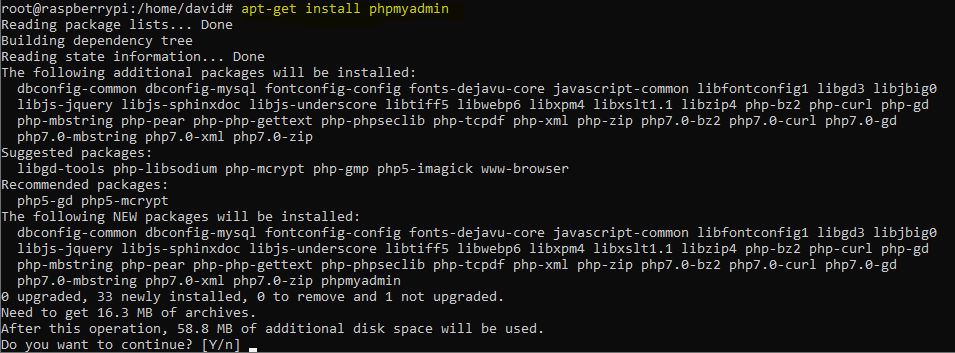 root@raspberrypi:/home/david# apt-get install phpmyadmin
Reading package lists... Done
Building dependency tree
Reading state information... Done
The following additional packages will be installed:
  dbconfig-common dbconfig-mysql fontconfig-config fonts-dejavu-core javascript-common libfontconfig1 libgd3 libjbig0
  libjs-jquery libjs-sphinxdoc libjs-underscore libtiff5 libwebp6 libxpm4 libxslt1.1 libzip4 php-bz2 php-curl php-gd
  php-mbstring php-pear php-php-gettext php-phpseclib php-tcpdf php-xml php-zip php7.0-bz2 php7.0-curl php7.0-gd
  php7.0-mbstring php7.0-xml php7.0-zip
Suggested packages:
  libgd-tools php-libsodium php-mcrypt php-gmp php5-imagick www-browser
Recommended packages:
  php5-gd php5-mcrypt
The following NEW packages will be installed:
  dbconfig-common dbconfig-mysql fontconfig-config fonts-dejavu-core javascript-common libfontconfig1 libgd3 libjbig0
  libjs-jquery libjs-sphinxdoc libjs-underscore libtiff5 libwebp6 libxpm4 libxslt1.1 libzip4 php-bz2 php-curl php-gd
  php-mbstring php-pear php-php-gettext php-phpseclib php-tcpdf php-xml php-zip php7.0-bz2 php7.0-curl php7.0-gd
  php7.0-mbstring php7.0-xml php7.0-zip phpmyadmin
0 upgraded, 33 newly installed, 0 to remove and 1 not upgraded.
Need to get 16.3 MB of archives.
After this operation, 58.8 MB of additional disk space will be used.
Do you want to continue? [Y/n]